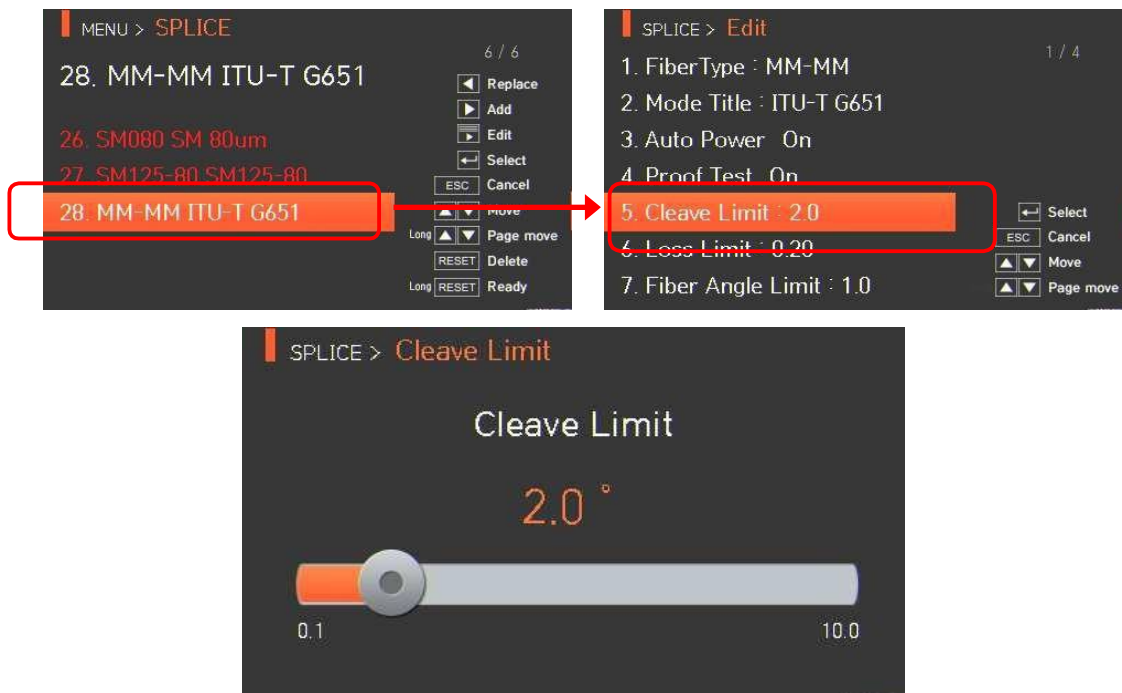 MENU > SPLICE
6 / 6
28. MM-MM ITU-T G651
26. SM080 SM 80um
27. SM125-80 SM125-80
28. MM-MM ITU-T G651
Replace
Add
Edit
Select
ESC Cancel
Move
Long Page move
RESET Delete
Long RESET Ready
SPLICE > Edit
1 / 4
1. FiberType : MM-MM
2. Mode Title : ITU-T G651
3. Auto Power On
4. Proof Test On
5. Cleave Limit : 2.0
6. Loss Limit : 0.20
7. Fiber Angle Limit : 1.0
Select
ESC Cancel
Move
Page move
SPLICE > Cleave Limit
Cleave Limit
2.0 °
0.1
10.0